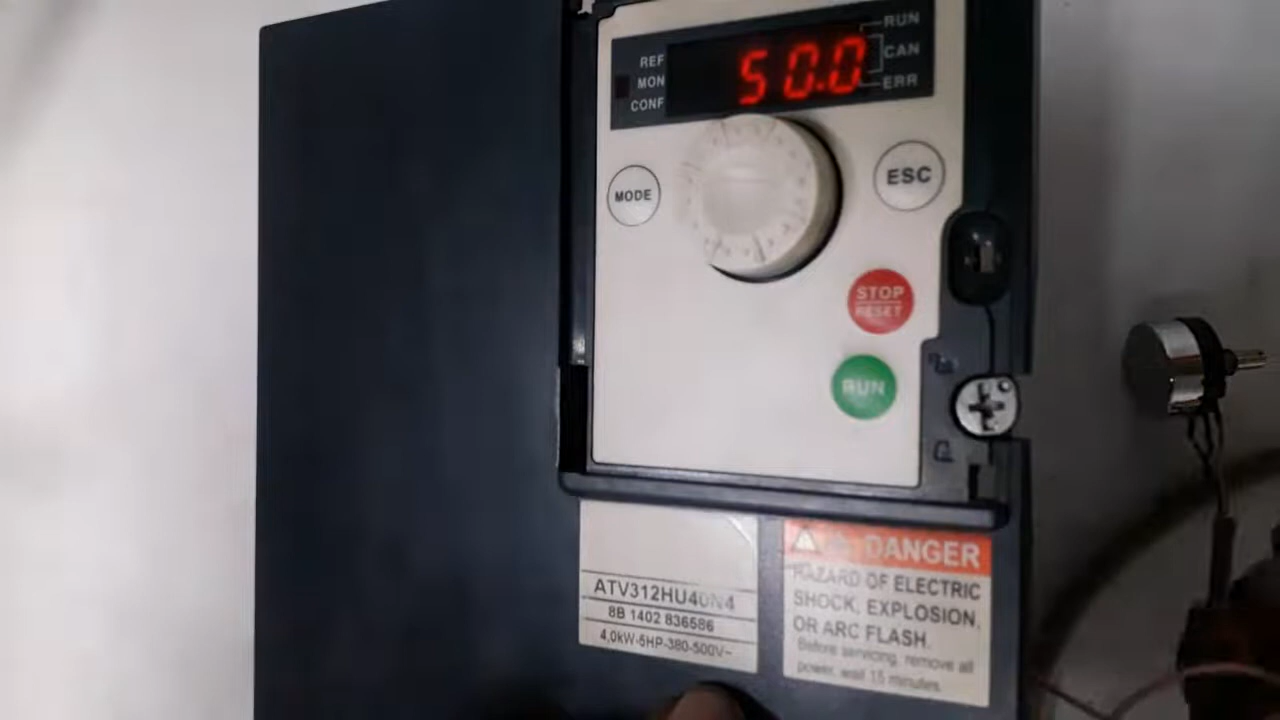 RUN
REF
CAN
MON
ERR
CONF
50.0
MODE
ESC
STOP
RESET
RUN
ATV312HU40N4
8B 1402 836586
4,0kW-5HP-380-500V~
DANGER
HAZARD OF ELECTRIC
SHOCK, EXPLOSION,
OR ARC FLASH.
Before servicing, remove all
power, wait 15 minutes.